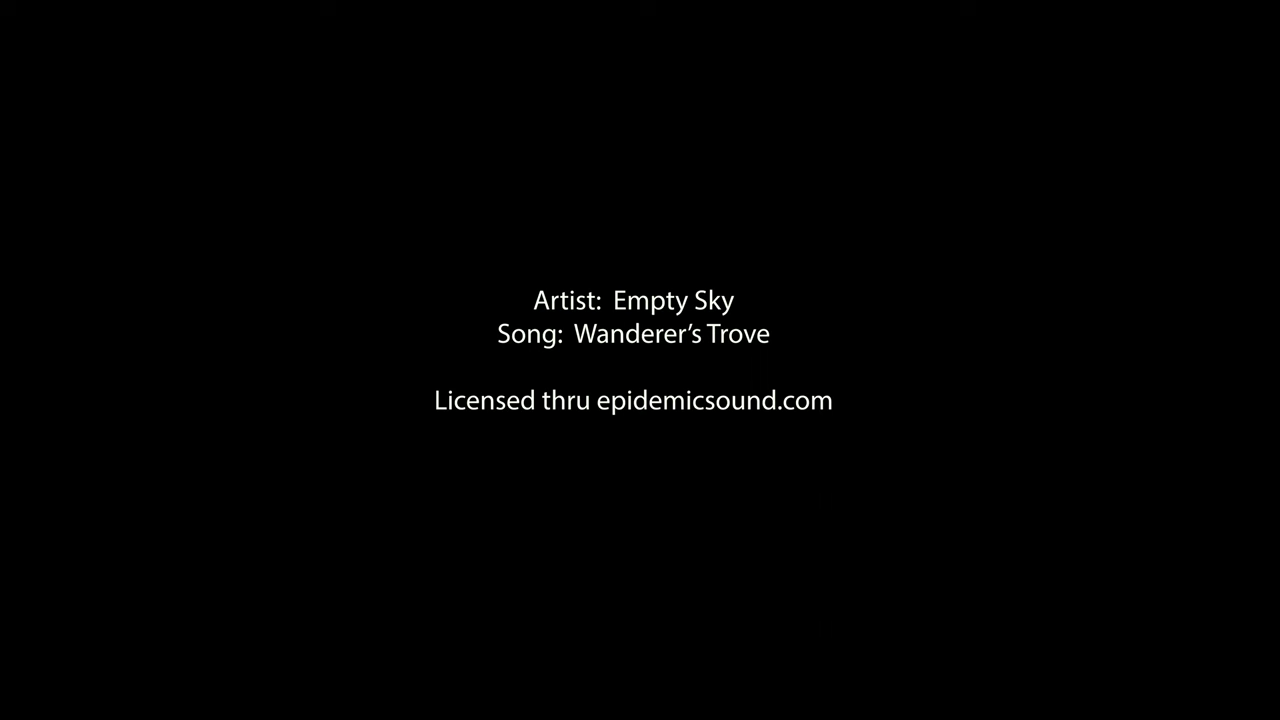 Artist:  Empty Sky
Song:  Wanderer’s Trove
Licensed thru epidemicsound.com